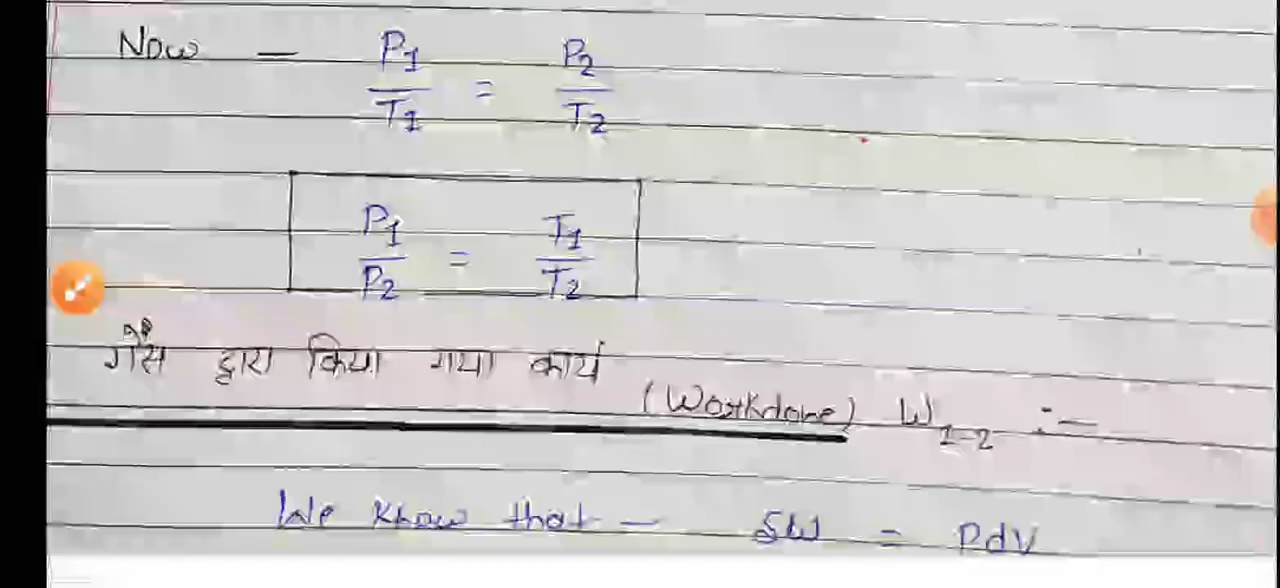 Now — P1/T1 = P2/T2
P1/P2 = T1/T2
गैस द्वारा किया गया कार्य (Workdone) W1-2 :—
We know that — δW = PdV